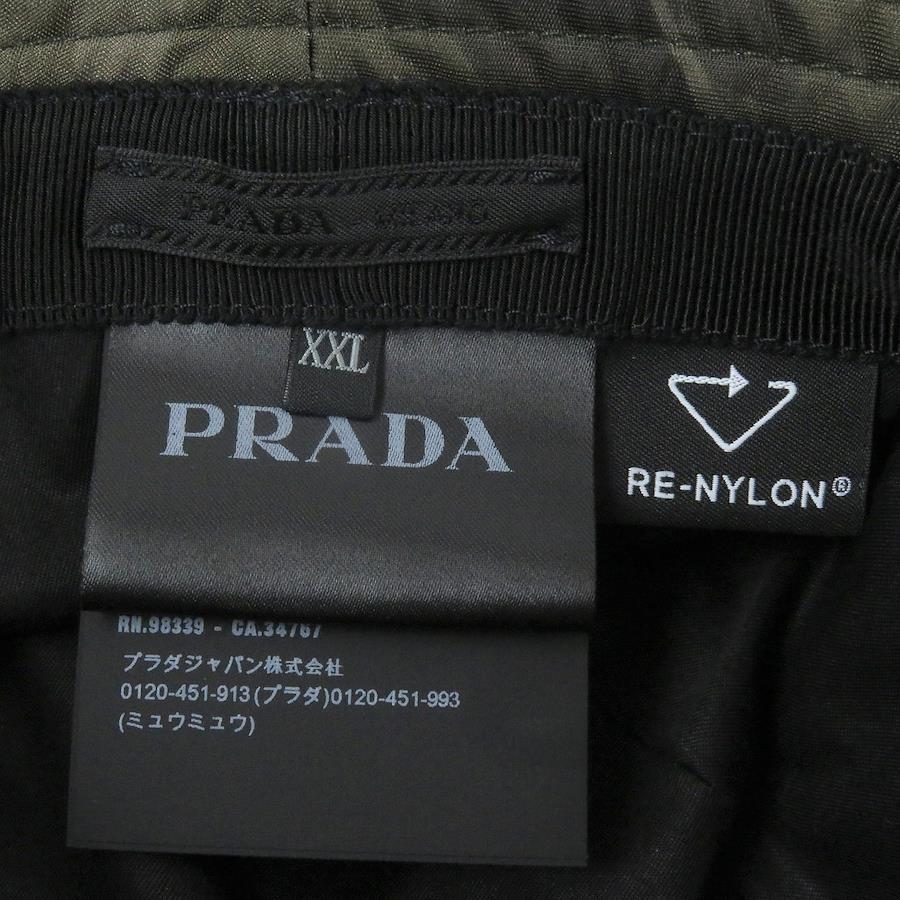 PRADA - MILANO
XXL
PRADA
RE-NYLON®
RN.98339 - CA.34767
プラダジャパン株式会社
0120-451-913(プラダ)0120-451-993
(ミュウミュウ)